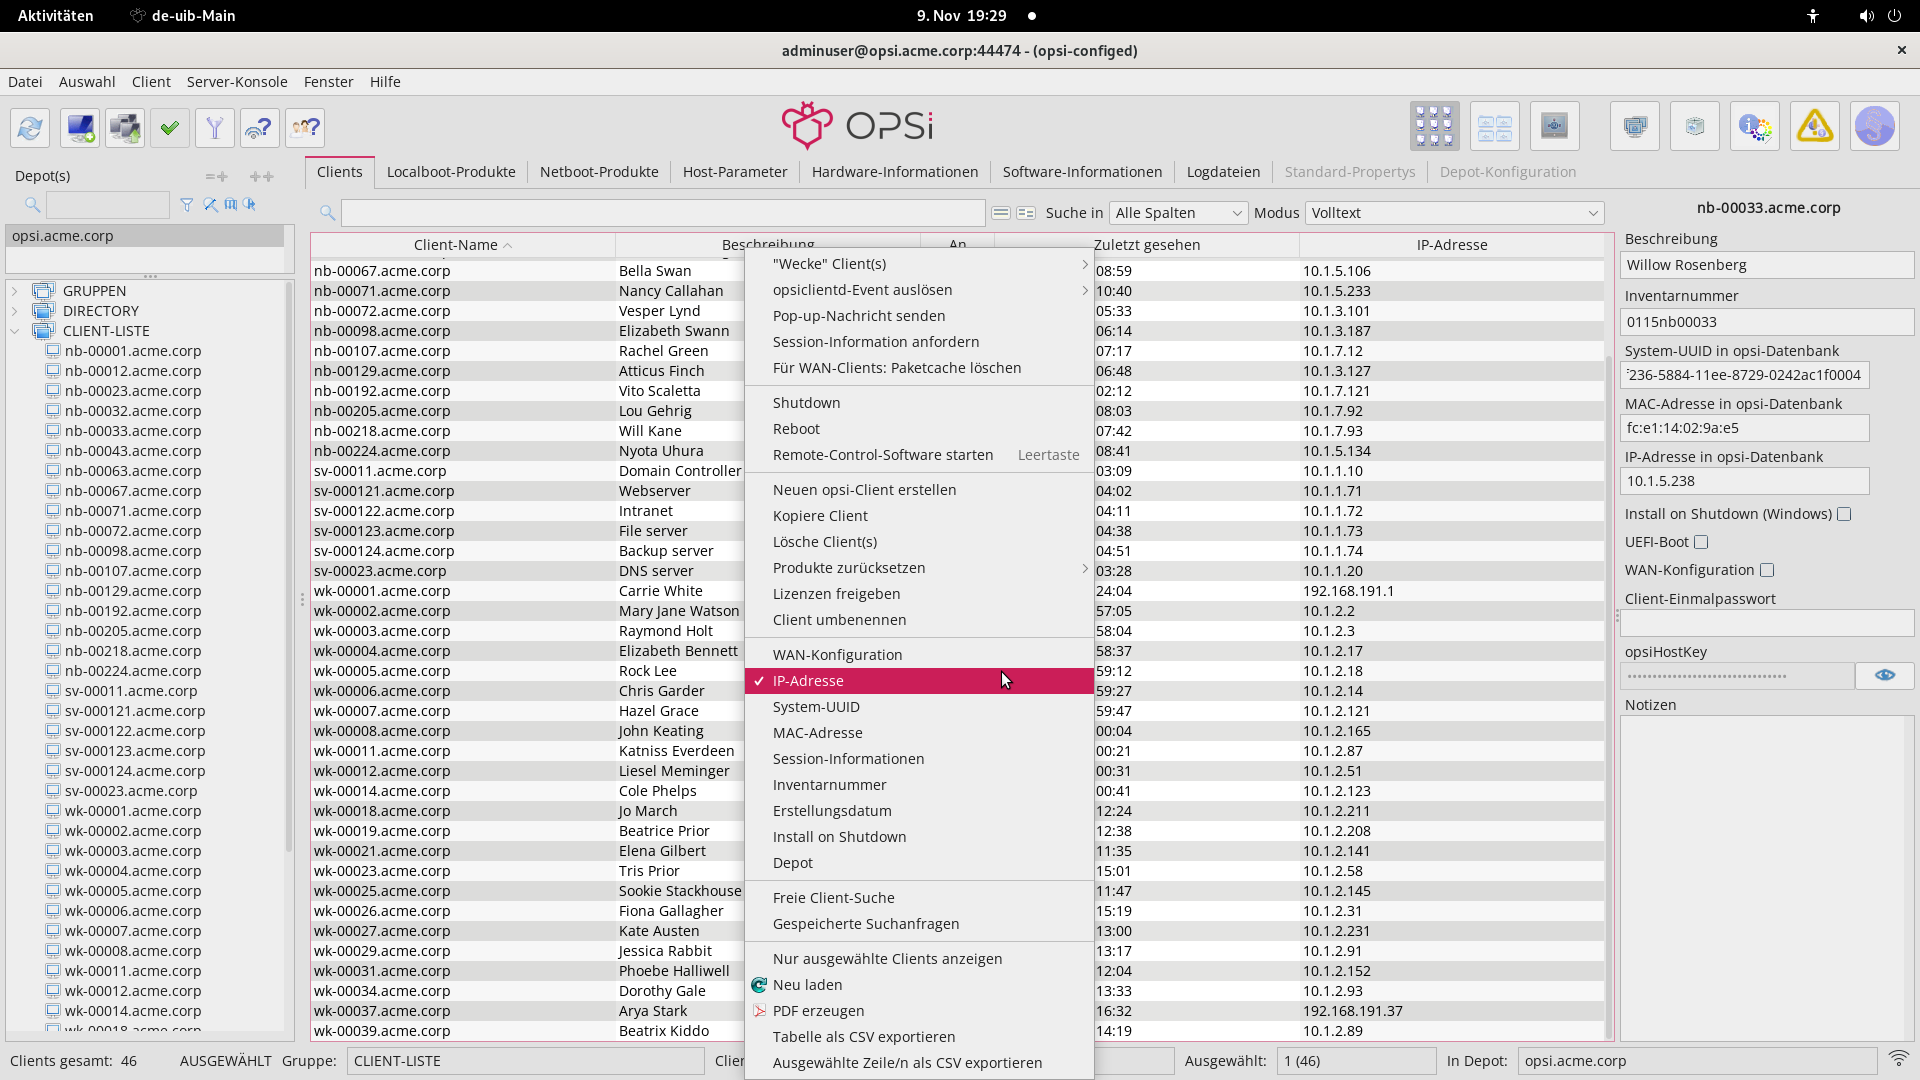 Aktivitäten de-uib-Main 9. Nov 19:29
adminuser@opsi.acme.corp:44474 - (opsi-configed)
Datei Auswahl Client Server-Konsole Fenster Hilfe
OPSi
Depot(s)
Clients Localboot-Produkte Netboot-Produkte Host-Parameter Hardware-Informationen Software-Informationen Logdateien Standard-Propertys Depot-Konfiguration
Suche in Alle Spalten Modus Volltext
opsi.acme.corp
GRUPPEN
DIRECTORY
CLIENT-LISTE
nb-00001.acme.corp
nb-00012.acme.corp
nb-00023.acme.corp
nb-00032.acme.corp
nb-00033.acme.corp
nb-00043.acme.corp
nb-00063.acme.corp
nb-00067.acme.corp
nb-00071.acme.corp
nb-00072.acme.corp
nb-00098.acme.corp
nb-00107.acme.corp
nb-00129.acme.corp
nb-00192.acme.corp
nb-00205.acme.corp
nb-00218.acme.corp
nb-00224.acme.corp
sv-00011.acme.corp
sv-000121.acme.corp
sv-000122.acme.corp
sv-000123.acme.corp
sv-000124.acme.corp
sv-00023.acme.corp
wk-00001.acme.corp
wk-00002.acme.corp
wk-00003.acme.corp
wk-00004.acme.corp
wk-00005.acme.corp
wk-00006.acme.corp
wk-00007.acme.corp
wk-00008.acme.corp
wk-00011.acme.corp
wk-00012.acme.corp
wk-00014.acme.corp
wk-00018.acme.corp
Client-Name Beschreibung An Zuletzt gesehen IP-Adresse
nb-00067.acme.corp Bella Swan 08:59 10.1.5.106
nb-00071.acme.corp Nancy Callahan 10:40 10.1.5.233
nb-00072.acme.corp Vesper Lynd 05:33 10.1.3.101
nb-00098.acme.corp Elizabeth Swann 06:14 10.1.3.187
nb-00107.acme.corp Rachel Green 07:17 10.1.7.12
nb-00129.acme.corp Atticus Finch 06:48 10.1.3.127
nb-00192.acme.corp Vito Scaletta 02:12 10.1.7.121
nb-00205.acme.corp Lou Gehrig 08:03 10.1.7.92
nb-00218.acme.corp Will Kane 07:42 10.1.7.93
nb-00224.acme.corp Nyota Uhura 08:41 10.1.5.134
sv-00011.acme.corp Domain Controller 03:09 10.1.1.10
sv-000121.acme.corp Webserver 04:02 10.1.1.71
sv-000122.acme.corp Intranet 04:11 10.1.1.72
sv-000123.acme.corp File server 04:38 10.1.1.73
sv-000124.acme.corp Backup server 04:51 10.1.1.74
sv-00023.acme.corp DNS server 03:28 10.1.1.20
wk-00001.acme.corp Carrie White 24:04 192.168.191.1
wk-00002.acme.corp Mary Jane Watson 57:05 10.1.2.2
wk-00003.acme.corp Raymond Holt 58:04 10.1.2.3
wk-00004.acme.corp Elizabeth Bennett 58:37 10.1.2.17
wk-00005.acme.corp Rock Lee 59:12 10.1.2.18
wk-00006.acme.corp Chris Garder 59:27 10.1.2.14
wk-00007.acme.corp Hazel Grace 59:47 10.1.2.121
wk-00008.acme.corp John Keating 00:04 10.1.2.165
wk-00011.acme.corp Katniss Everdeen 00:21 10.1.2.87
wk-00012.acme.corp Liesel Meminger 00:31 10.1.2.51
wk-00014.acme.corp Cole Phelps 00:41 10.1.2.123
wk-00018.acme.corp Jo March 12:24 10.1.2.211
wk-00019.acme.corp Beatrice Prior 12:38 10.1.2.208
wk-00021.acme.corp Elena Gilbert 11:35 10.1.2.141
wk-00023.acme.corp Tris Prior 15:01 10.1.2.58
wk-00025.acme.corp Sookie Stackhouse 11:47 10.1.2.145
wk-00026.acme.corp Fiona Gallagher 15:19 10.1.2.31
wk-00027.acme.corp Kate Austen 13:00 10.1.2.231
wk-00029.acme.corp Jessica Rabbit 13:17 10.1.2.91
wk-00031.acme.corp Phoebe Halliwell 12:04 10.1.2.152
wk-00034.acme.corp Dorothy Gale 13:33 10.1.2.93
wk-00037.acme.corp Arya Stark 16:32 192.168.191.37
wk-00039.acme.corp Beatrix Kiddo 14:19 10.1.2.89
"Wecke" Client(s)
opsiclientd-Event auslösen
Pop-up-Nachricht senden
Session-Information anfordern
Für WAN-Clients: Paketcache löschen
Shutdown
Reboot
Remote-Control-Software starten Leertaste
Neuen opsi-Client erstellen
Kopiere Client
Lösche Client(s)
Produkte zurücksetzen
Lizenzen freigeben
Client umbenennen
WAN-Konfiguration
IP-Adresse
System-UUID
MAC-Adresse
Session-Informationen
Inventarnummer
Erstellungsdatum
Install on Shutdown
Depot
Freie Client-Suche
Gespeicherte Suchanfragen
Nur ausgewählte Clients anzeigen
Neu laden
PDF erzeugen
Tabelle als CSV exportieren
Ausgewählte Zeile/n als CSV exportieren
nb-00033.acme.corp
Beschreibung
Willow Rosenberg
Inventarnummer
0115nb00033
System-UUID in opsi-Datenbank
236-5884-11ee-8729-0242ac1f0004
MAC-Adresse in opsi-Datenbank
fc:e1:14:02:9a:e5
IP-Adresse in opsi-Datenbank
10.1.5.238
Install on Shutdown (Windows)
UEFI-Boot
WAN-Konfiguration
Client-Einmalpasswort
opsiHostKey
Notizen
Clients gesamt: 46 AUSGEWÄHLT Gruppe: CLIENT-LISTE Clien Ausgewählt: 1 (46) In Depot: opsi.acme.corp